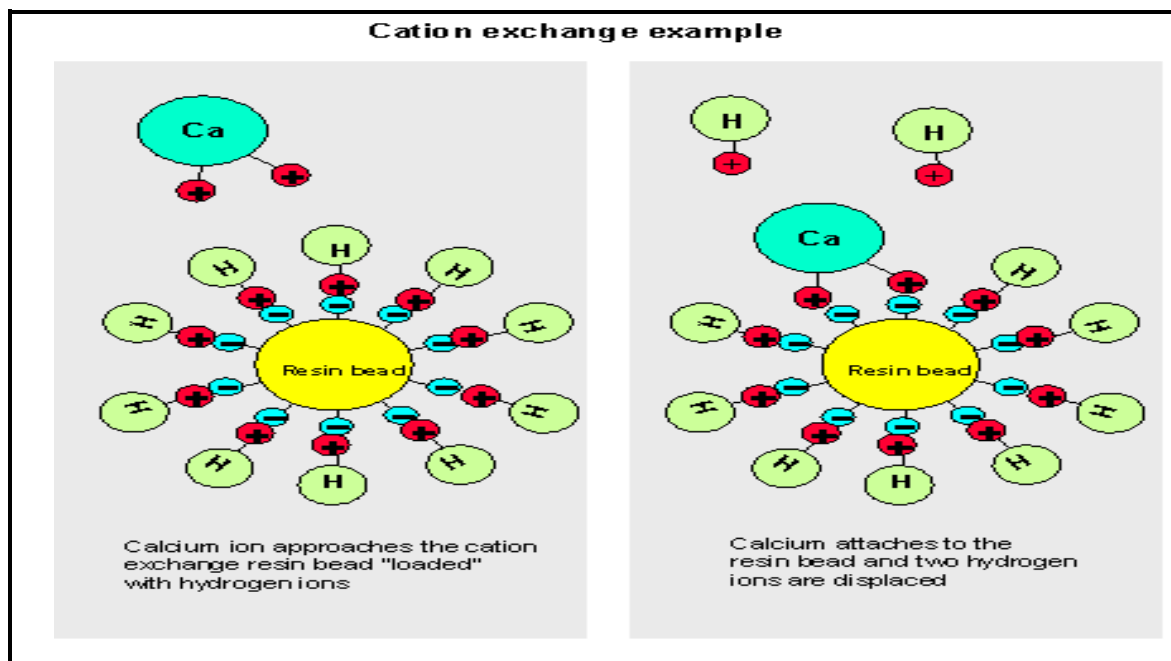 Cation exchange example
Ca
+
+
H
H
H
H
H
H
H
H
H
H
+
+
+
+
+
+
+
+
+
+
−
−
−
−
−
−
−
−
−
−
Resin bead
Calcium ion approaches the cation
exchange resin bead "loaded"
with hydrogen ions
H
H
+
+
Ca
+
+
H
H
H
H
H
H
H
H
+
+
+
+
+
+
+
+
−
−
−
−
−
−
−
−
−
−
Resin bead
Calcium attaches to the
resin bead and two hydrogen
ions are displaced